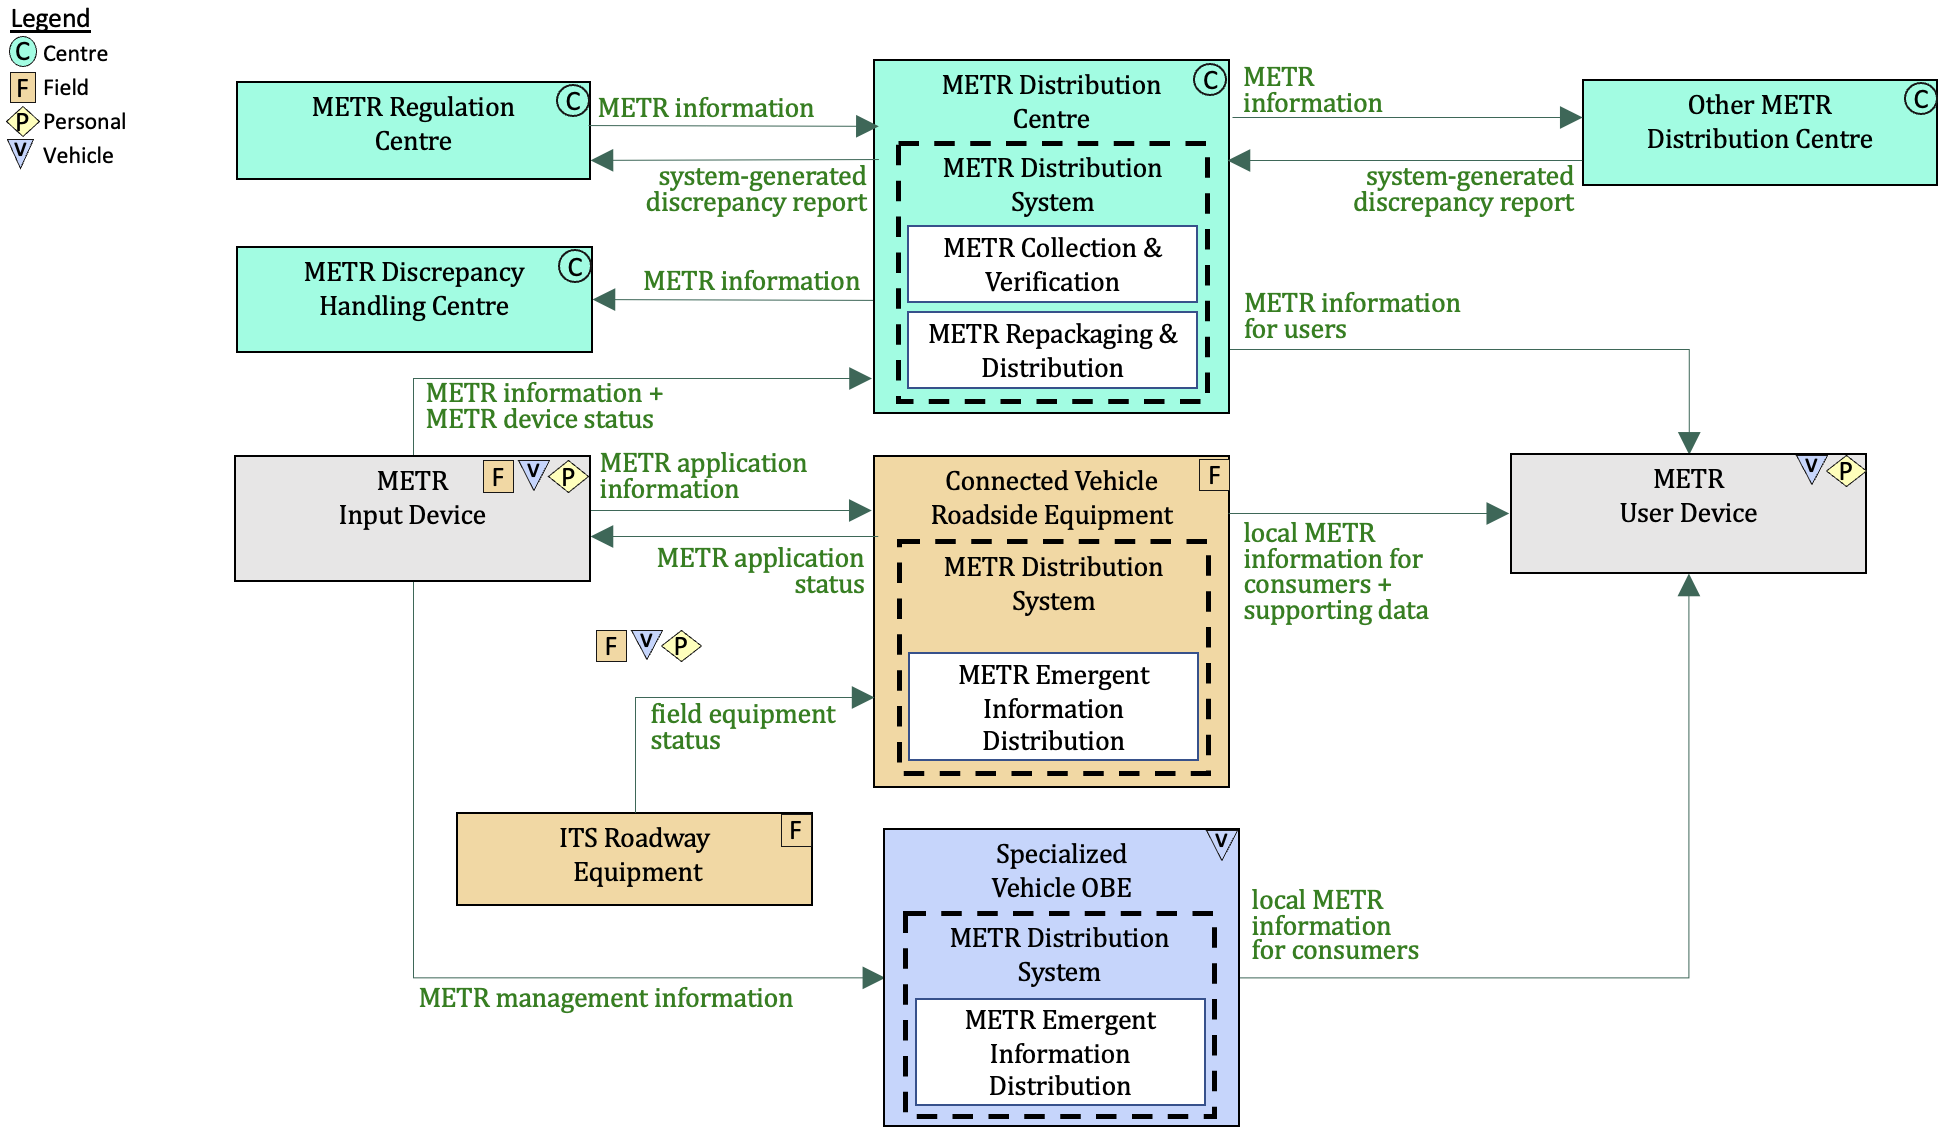 Legend
C Centre
F Field
P Personal
V Vehicle
METR Regulation
Centre
C
METR information
system-generated
discrepancy report
METR Distribution
Centre
C
METR Distribution
System
METR Collection &
Verification
METR Repackaging &
Distribution
METR
information
system-generated
discrepancy report
Other METR
Distribution Centre
C
METR Discrepancy
Handling Centre
C
METR information
METR information
for users
METR information +
METR device status
METR
Input Device
F V P
METR application
information
METR application
status
Connected Vehicle
Roadside Equipment
F
METR Distribution
System
METR Emergent
Information
Distribution
local METR
information for
consumers +
supporting data
METR
User Device
V P
F V P
field equipment
status
ITS Roadway
Equipment
F
METR management information
Specialized
Vehicle OBE
V
METR Distribution
System
METR Emergent
Information
Distribution
local METR
information
for consumers